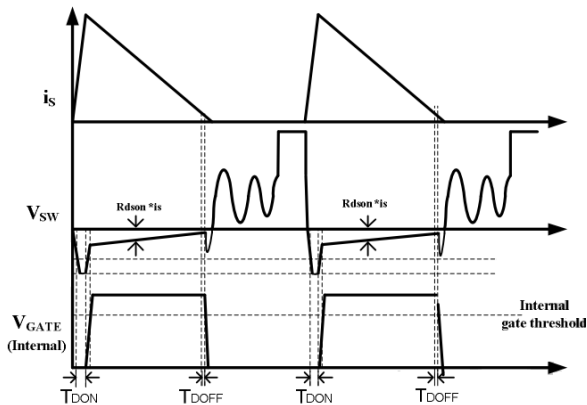 is
Rdson *is
Rdson *is
VSW
VGATE
(Internal)
Internal
gate threshold
TDON
TDOFF
TDON
TDOFF